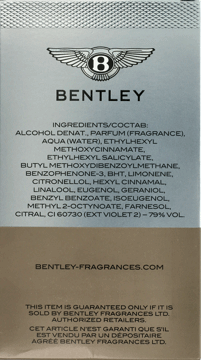 B
BENTLEY
INGREDIENTS/COCTAB:
ALCOHOL DENAT., PARFUM (FRAGRANCE),
AQUA (WATER), ETHYLHEXYL
METHOXYCINNAMATE,
ETHYLHEXYL SALICYLATE,
BUTYL METHOXYDIBENZOYLMETHANE,
BENZOPHENONE-3, BHT, LIMONENE,
CITRONELLOL, HEXYL CINNAMAL,
LINALOOL, EUGENOL, GERANIOL,
BENZYL BENZOATE, ISOEUGENOL,
METHYL 2-OCTYNOATE, FARNESOL,
CITRAL, CI 60730 (EXT VIOLET 2) – 79% VOL.
BENTLEY-FRAGRANCES.COM
THIS ITEM IS GUARANTEED ONLY IF IT IS
SOLD BY BENTLEY FRAGRANCES LTD.
AUTHORIZED RETAILERS.
CET ARTICLE N'EST GARANTI QUE S'IL
EST VENDU PAR UN DÉPOSITAIRE
AGRÉÉ BENTLEY FRAGRANCES LTD.